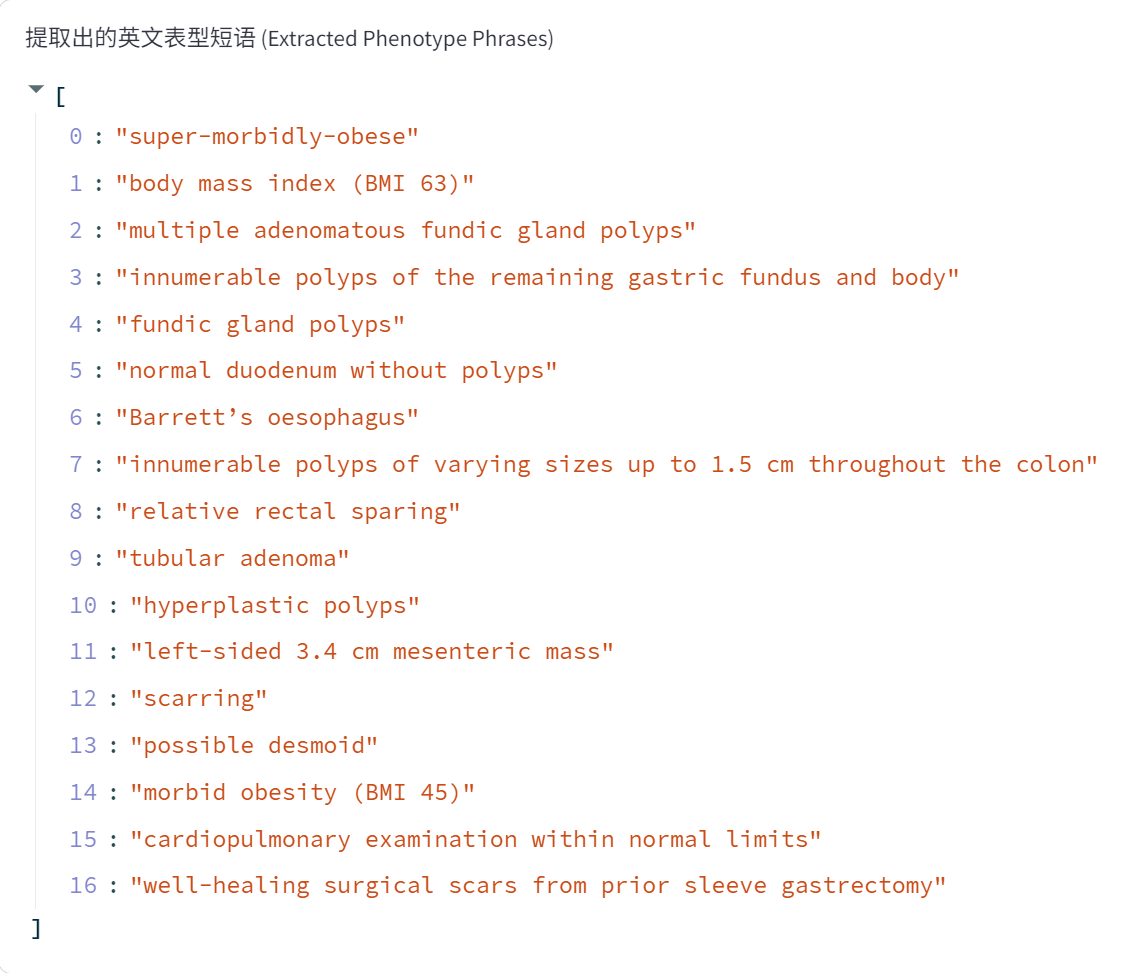 提取出的英文表型短语 (Extracted Phenotype Phrases)
[
0 : "super-morbidly-obese"
1 : "body mass index (BMI 63)"
2 : "multiple adenomatous fundic gland polyps"
3 : "innumerable polyps of the remaining gastric fundus and body"
4 : "fundic gland polyps"
5 : "normal duodenum without polyps"
6 : "Barrett’s oesophagus"
7 : "innumerable polyps of varying sizes up to 1.5 cm throughout the colon"
8 : "relative rectal sparing"
9 : "tubular adenoma"
10 : "hyperplastic polyps"
11 : "left-sided 3.4 cm mesenteric mass"
12 : "scarring"
13 : "possible desmoid"
14 : "morbid obesity (BMI 45)"
15 : "cardiopulmonary examination within normal limits"
16 : "well-healing surgical scars from prior sleeve gastrectomy"
]